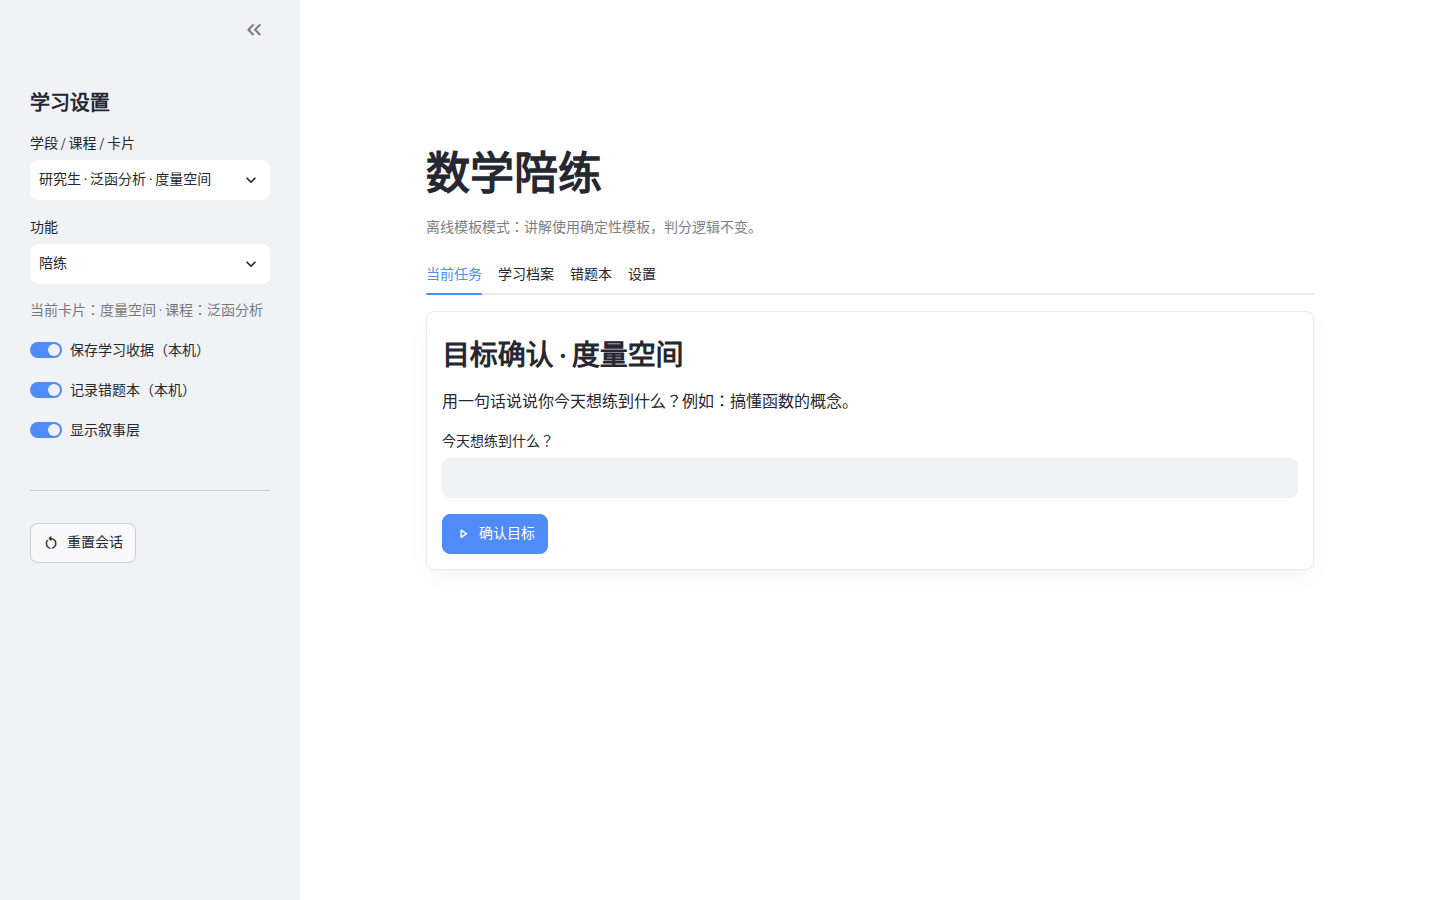 学习设置
学段 / 课程 / 卡片
研究生 · 泛函分析 · 度量空间
功能
陪练
当前卡片：度量空间 · 课程：泛函分析
保存学习收据（本机）
记录错题本（本机）
显示叙事层
重置会话
数学陪练
离线模板模式：讲解使用确定性模板，判分逻辑不变。
当前任务 学习档案 错题本 设置
目标确认 · 度量空间
用一句话说说你今天想练到什么？例如：搞懂函数的概念。
今天想练到什么？
确认目标